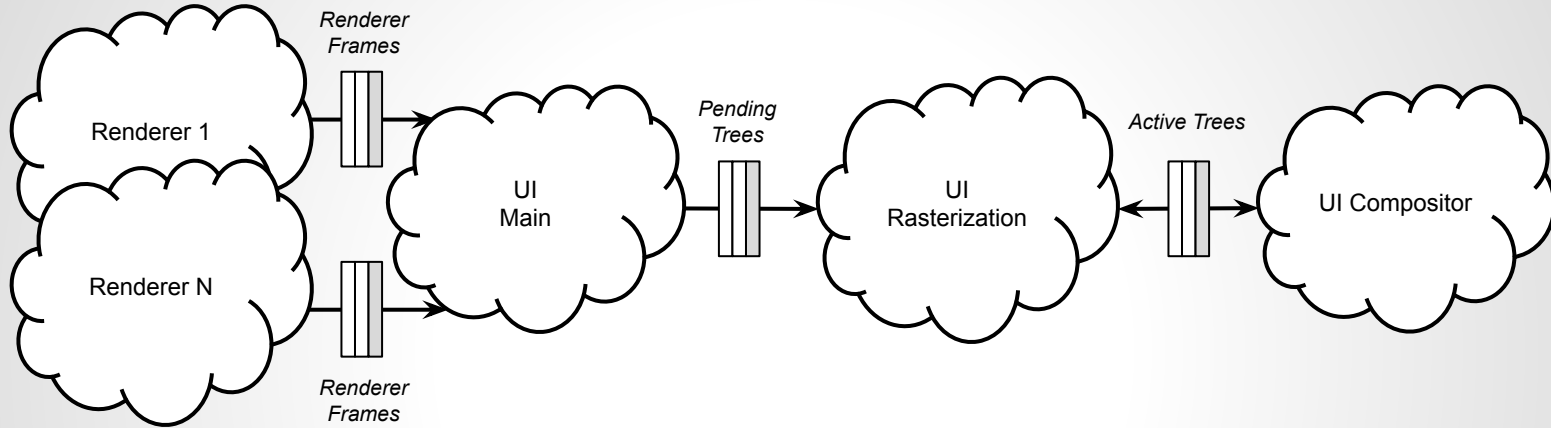 Renderer
Frames
Renderer 1
Renderer N
Renderer
Frames
UI
Main
Pending
Trees
UI
Rasterization
Active Trees
UI Compositor